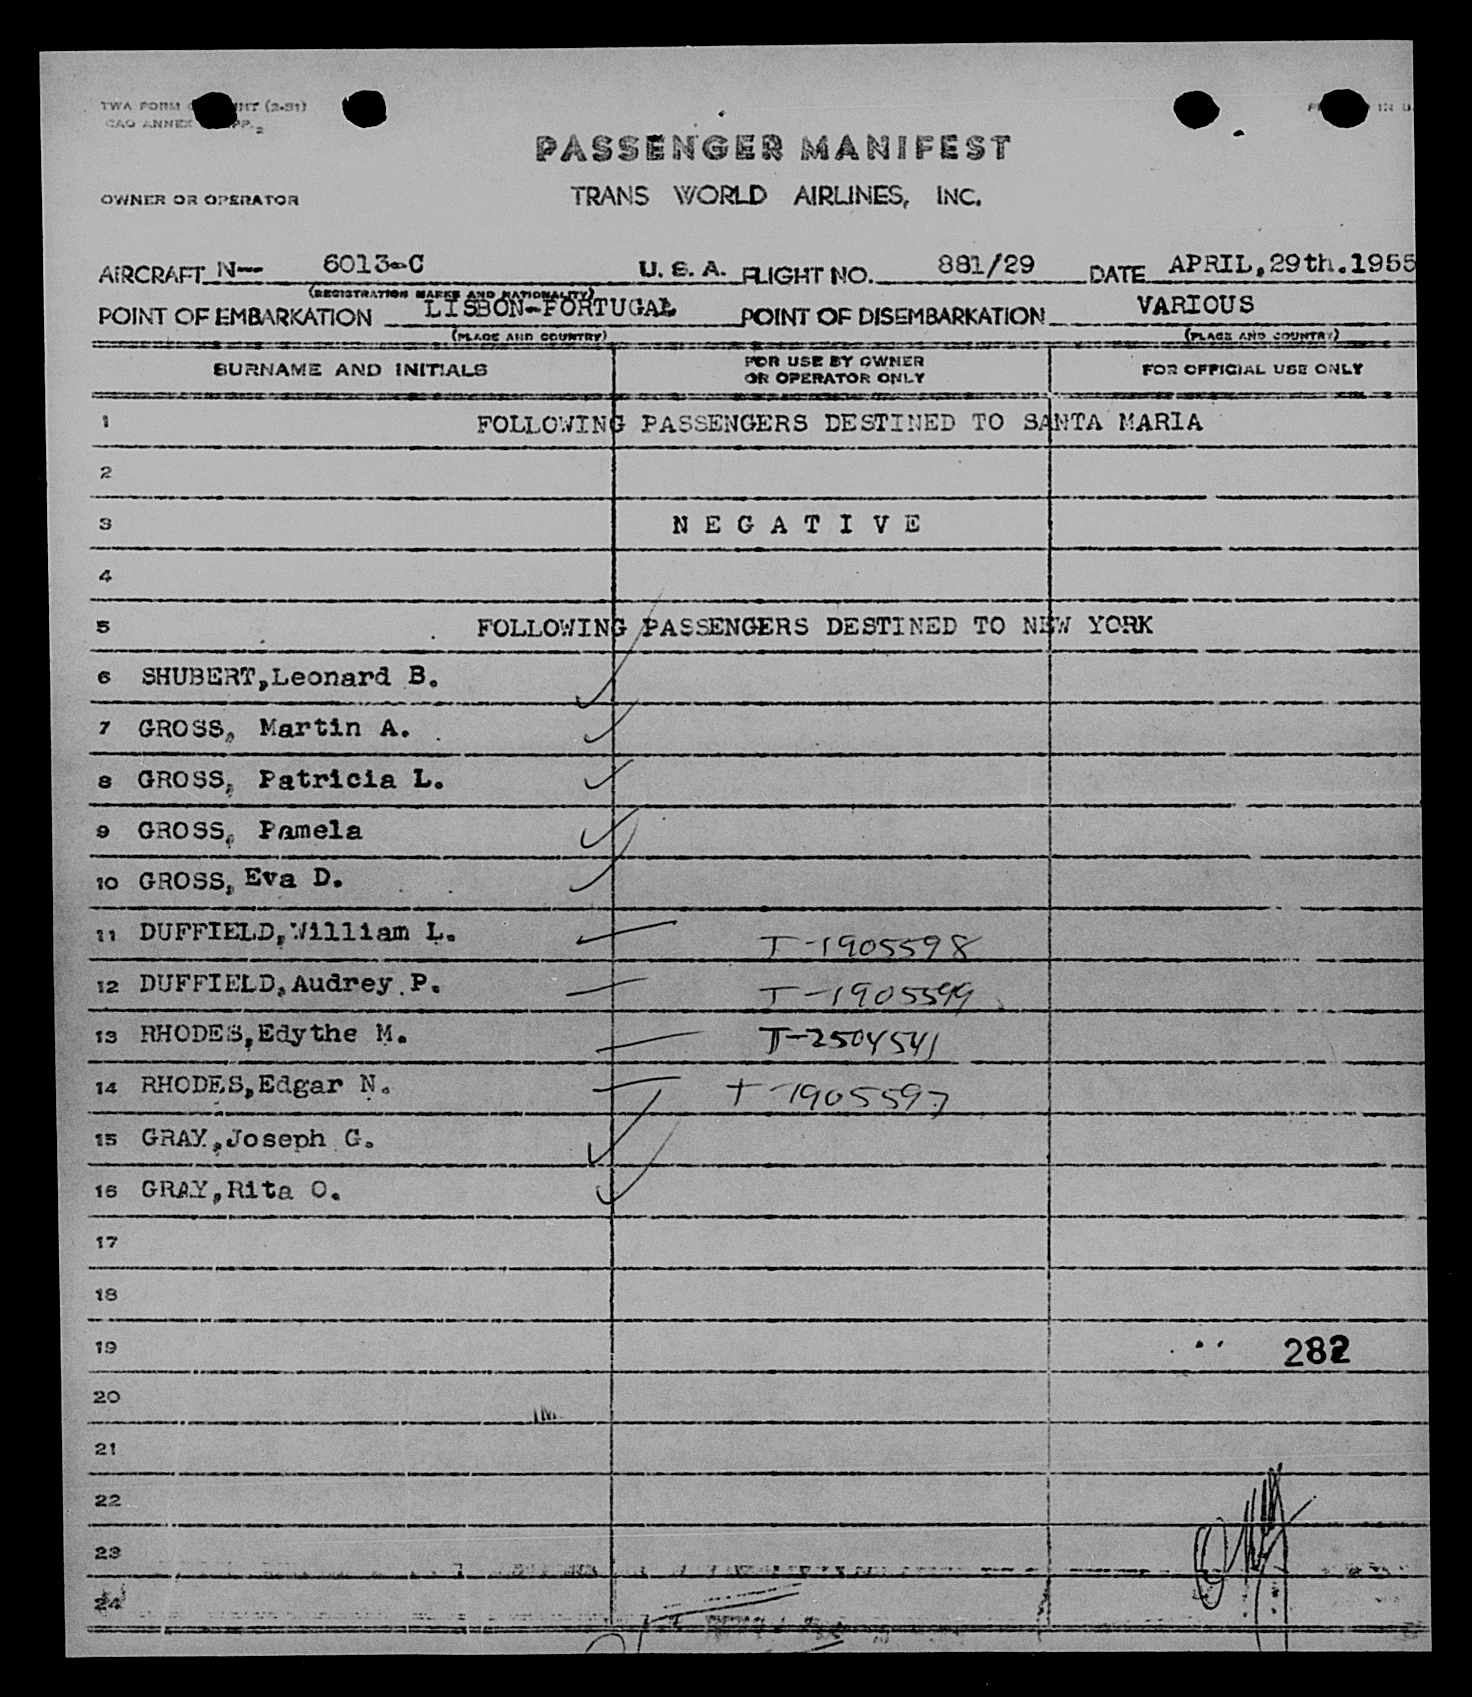 TWA FORM (2-51)
PASSENGER MANIFEST
OWNER OR OPERATOR TRANS WORLD AIRLINES, INC.
AIRCRAFT N-- 6013-C U. S. A. FLIGHT NO. 881/29 DATE APRIL,29th.1955
(REGISTRATION MARKS AND NATIONALITY)
POINT OF EMBARKATION LISBON-PORTUGAL POINT OF DISEMBARKATION VARIOUS
(PLACE AND COUNTRY) (PLACE AND COUNTRY)
SURNAME AND INITIALS FOR USE BY OWNER OR OPERATOR ONLY FOR OFFICIAL USE ONLY
1 FOLLOWING PASSENGERS DESTINED TO SANTA MARIA
2
3 N E G A T I V E
4
5 FOLLOWING PASSENGERS DESTINED TO NEW YORK
6 SHUBERT,Leonard B.
7 GROSS, Martin A.
8 GROSS, Patricia L.
9 GROSS, Pamela
10 GROSS, Eva D.
11 DUFFIELD,William L. T-1905598
12 DUFFIELD,Audrey P. T-1905599
13 RHODES,Edythe M. T-2504541
14 RHODES,Edgar N. T-1905597
15 GRAY,Joseph G.
16 GRAY,Rita O.
17
18
19 282
20
21
22
23
24